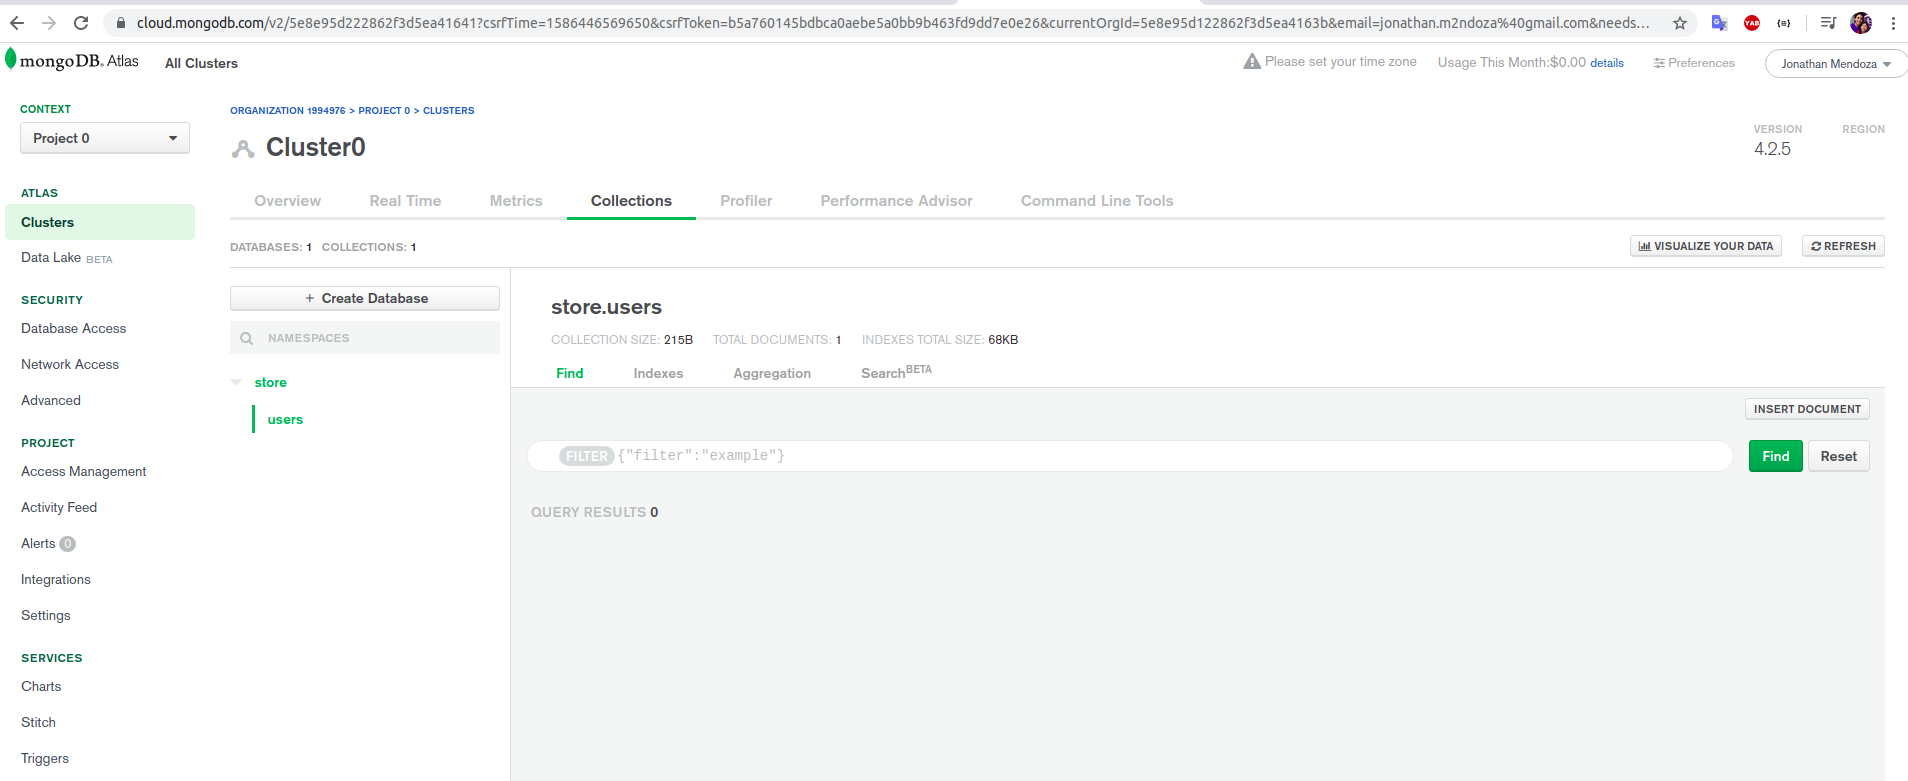 cloud.mongodb.com/v2/5e8e95d222862f3d5ea41641?csrfTime=1586446569650&csrfToken=b5a760145bdbca0aebe5a0bb9b463fd9dd7e0e26&currentOrgId=5e8e95d122862f3d5ea4163b&email=jonathan.m2ndoza%40gmail.com&needs...
mongoDB. Atlas All Clusters Please set your time zone Usage This Month:$0.00 details Preferences Jonathan Mendoza
CONTEXT
Project 0
ATLAS
Clusters
Data Lake BETA
SECURITY
Database Access
Network Access
Advanced
PROJECT
Access Management
Activity Feed
Alerts 0
Integrations
Settings
SERVICES
Charts
Stitch
Triggers
ORGANIZATION 1994976 > PROJECT 0 > CLUSTERS
Cluster0
VERSION REGION
4.2.5
Overview Real Time Metrics Collections Profiler Performance Advisor Command Line Tools
DATABASES: 1 COLLECTIONS: 1 VISUALIZE YOUR DATA REFRESH
+ Create Database
NAMESPACES
store
users
store.users
COLLECTION SIZE: 215B TOTAL DOCUMENTS: 1 INDEXES TOTAL SIZE: 68KB
Find Indexes Aggregation Search BETA
INSERT DOCUMENT
FILTER {"filter":"example"} Find Reset
QUERY RESULTS 0